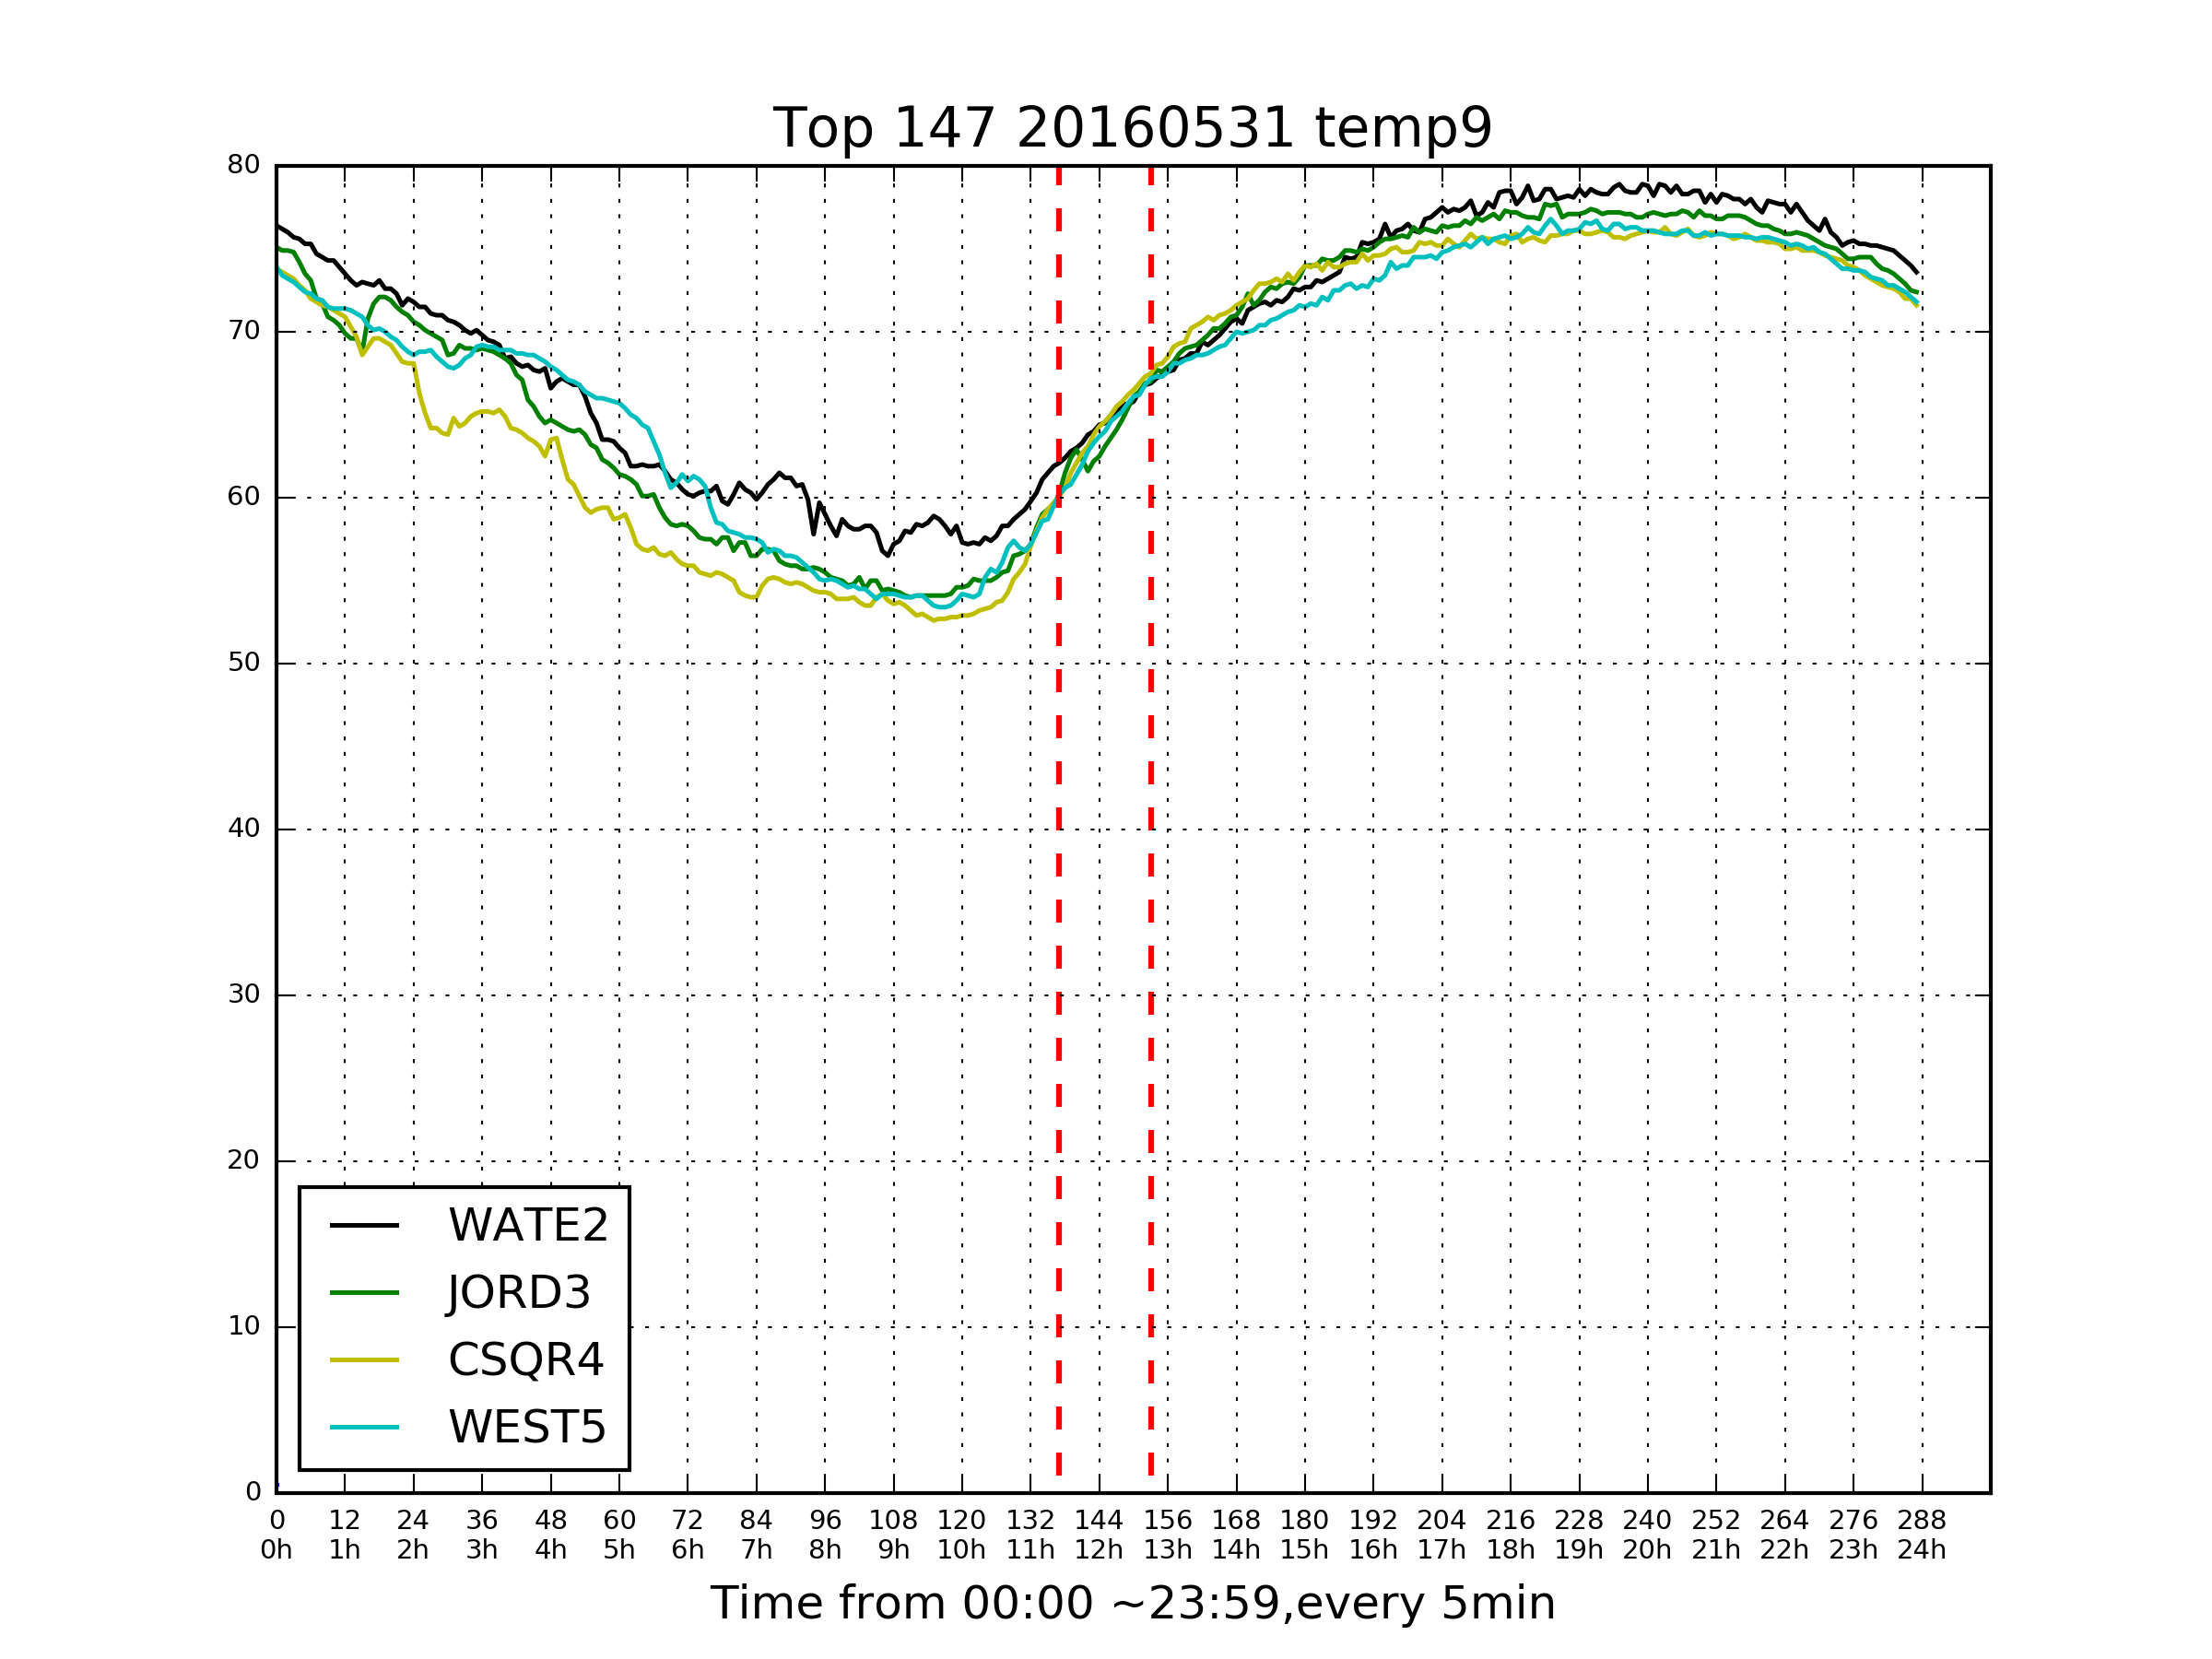 Top 147 20160531 temp9
80
70
60
50
40
30
20
10
0
WATE2
JORD3
CSQR4
WEST5
0 12 24 36 48 60 72 84 96 108 120 132 144 156 168 180 192 204 216 228 240 252 264 276 288
0h 1h 2h 3h 4h 5h 6h 7h 8h 9h 10h 11h 12h 13h 14h 15h 16h 17h 18h 19h 20h 21h 22h 23h 24h
Time from 00:00 ~23:59,every 5min